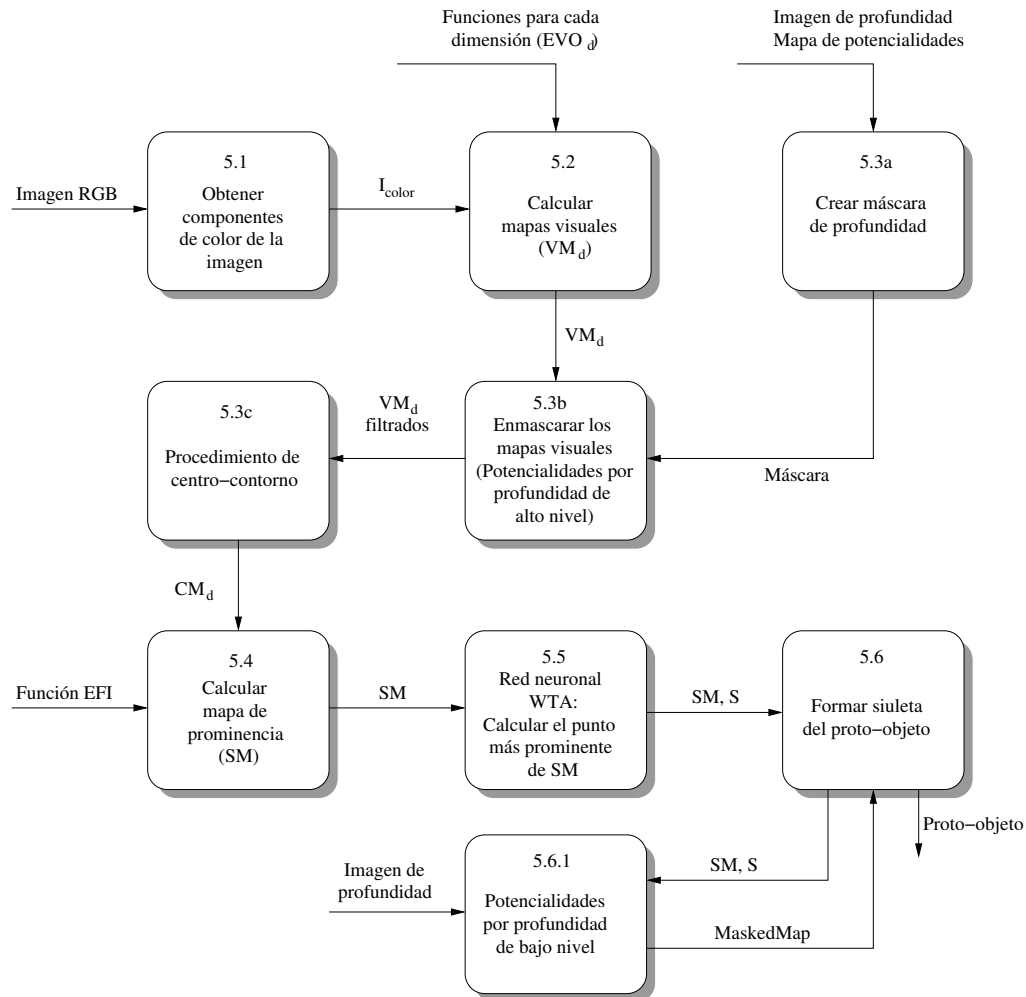 Funciones para cada
dimensión (EVO d)
Imagen de profundidad
Mapa de potencialidades
Imagen RGB
5.1
Obtener
componentes
de color de la
imagen
I color
5.2
Calcular
mapas visuales
(VM d)
5.3a
Crear máscara
de profundidad
VM d
5.3c
Procedimiento de
centro−contorno
VM d
filtrados
5.3b
Enmascarar los
mapas visuales
(Potencialidades por
profundidad de
alto nivel)
Máscara
CM d
Función EFI
5.4
Calcular
mapa de
prominencia
(SM)
SM
5.5
Red neuronal
WTA:
Calcular el punto
más prominente
de SM
SM, S
5.6
Formar siuleta
del proto−objeto
Proto−objeto
Imagen de
profundidad
5.6.1
Potencialidades
por profundidad
de bajo nivel
SM, S
MaskedMap